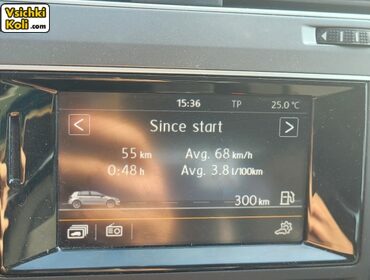 Vsichki
Koli.com
15:36 TP 25.0 °C
Since start
55 km Avg. 68 km/h
0:48 h Avg. 3.8 l/100km
300 km